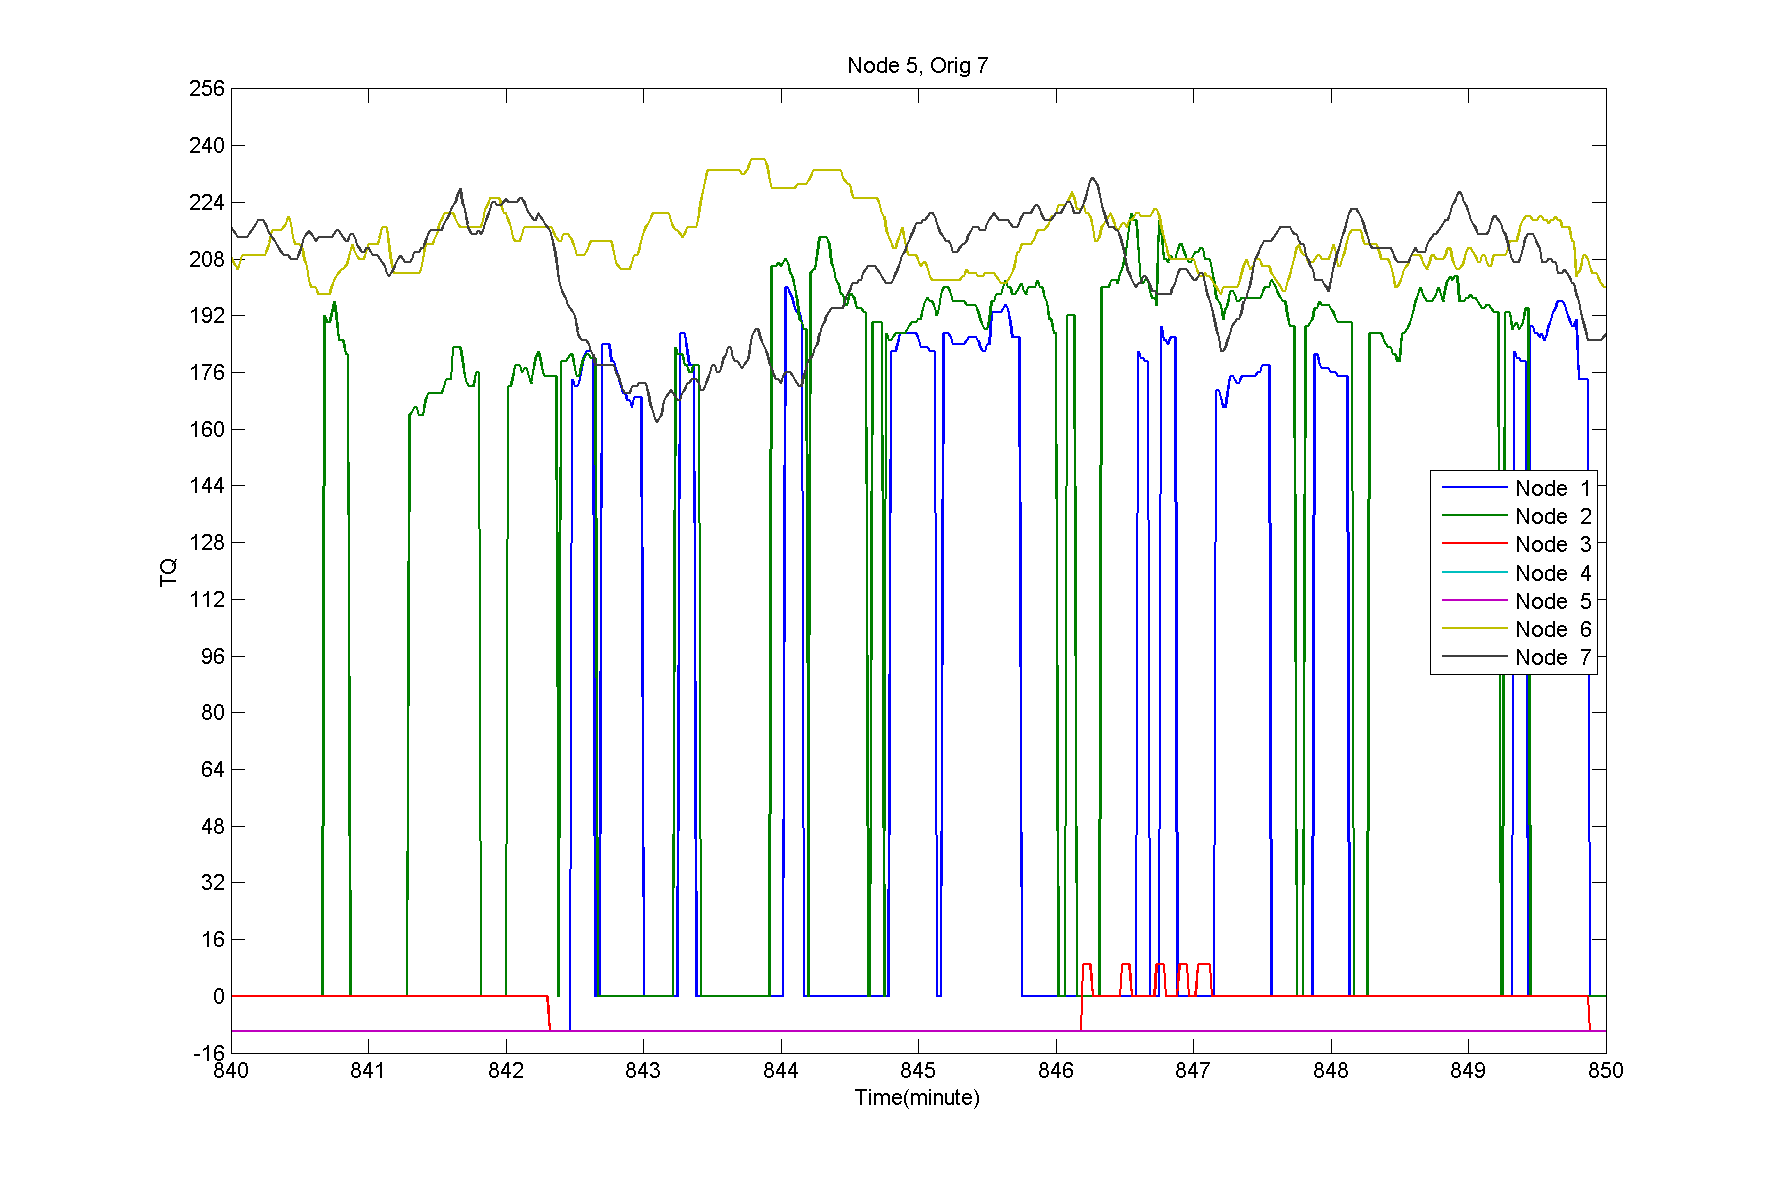 Node 5, Orig 7
256
240
224
208
192
176
160
144
128
112
96
80
64
48
32
16
0
-16
TQ
Node 1
Node 2
Node 3
Node 4
Node 5
Node 6
Node 7
840 841 842 843 844 845 846 847 848 849 850
Time(minute)